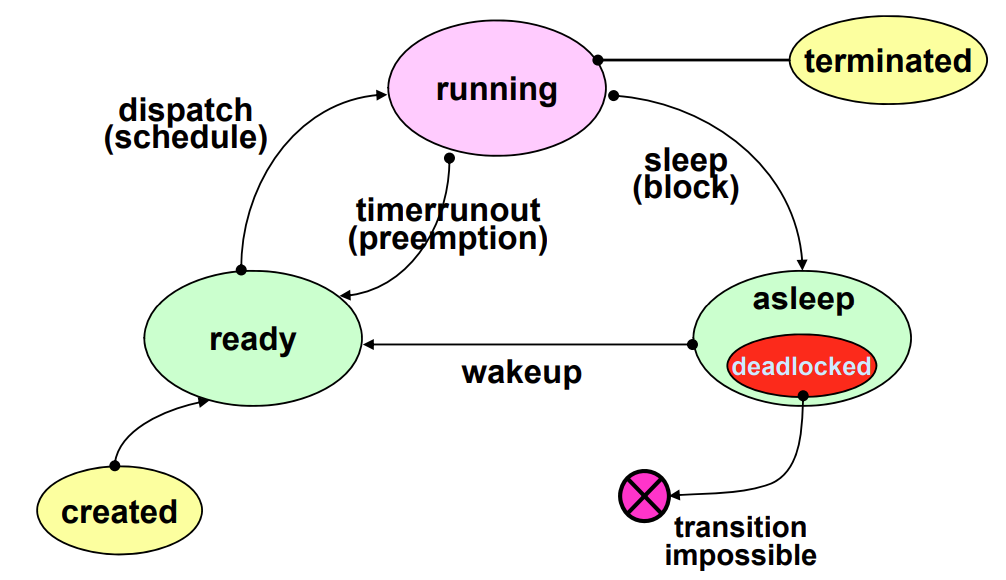 running
terminated
dispatch
(schedule)
sleep
(block)
timerrunout
(preemption)
asleep
ready
deadlocked
wakeup
created
transition
impossible